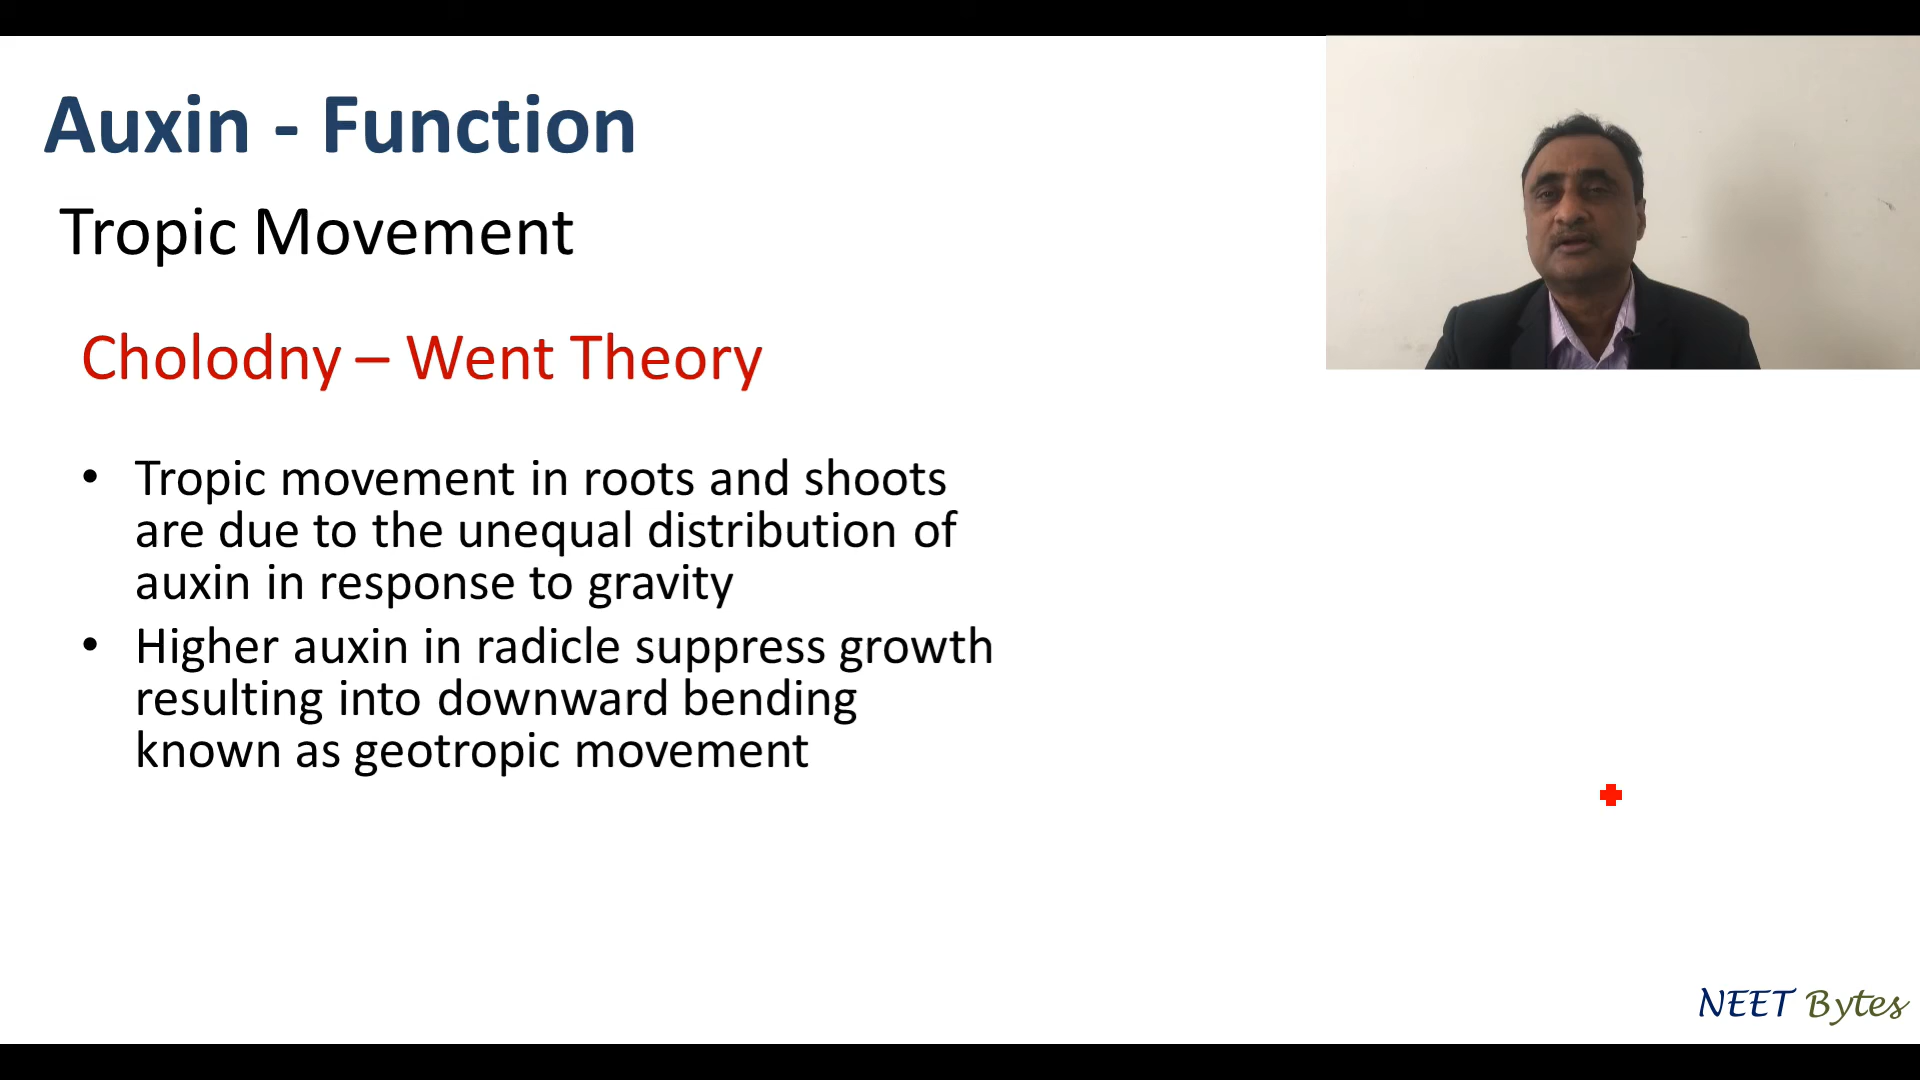 Auxin - Function
Tropic Movement
Cholodny – Went Theory
• Tropic movement in roots and shoots
are due to the unequal distribution of
auxin in response to gravity
• Higher auxin in radicle suppress growth
resulting into downward bending
known as geotropic movement
NEET Bytes